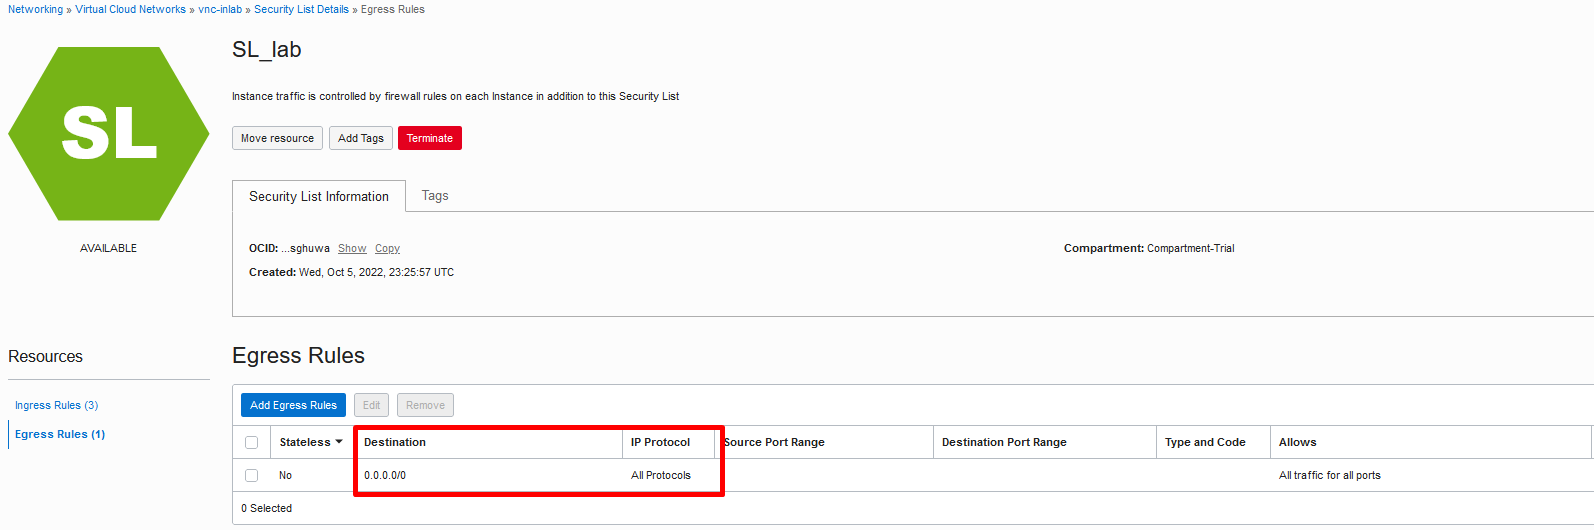 Networking » Virtual Cloud Networks » vnc-inlab » Security List Details » Egress Rules
SL
AVAILABLE
SL_lab
Instance traffic is controlled by firewall rules on each Instance in addition to this Security List
Move resource Add Tags Terminate
Security List Information Tags
OCID: ...sghuwa Show Copy Compartment: Compartment-Trial
Created: Wed, Oct 5, 2022, 23:25:57 UTC
Resources
Ingress Rules (3)
Egress Rules (1)
Egress Rules
Add Egress Rules Edit Remove
Stateless Destination IP Protocol Source Port Range Destination Port Range Type and Code Allows
No 0.0.0.0/0 All Protocols All traffic for all ports
0 Selected